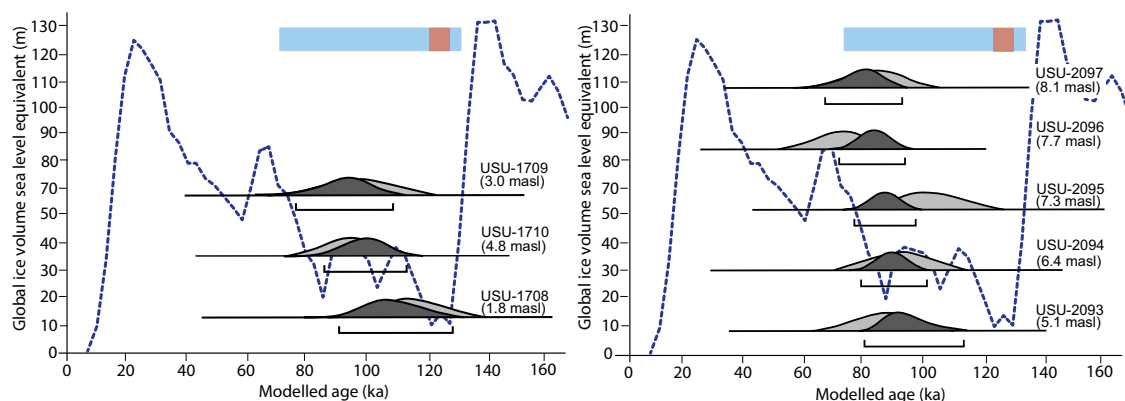 Global ice volume sea level equivalent (m)
130
120
110
100
90
80
70
60
50
40
30
20
10
0
USU-1709
(3.0 masl)
USU-1710
(4.8 masl)
USU-1708
(1.8 masl)
0 20 40 60 80 100 120 140 160
Modelled age (ka)
Global ice volume sea level equivalent (m)
130
120
110
100
90
80
70
60
50
40
30
20
10
0
USU-2097
(8.1 masl)
USU-2096
(7.7 masl)
USU-2095
(7.3 masl)
USU-2094
(6.4 masl)
USU-2093
(5.1 masl)
0 20 40 60 80 100 120 140 160
Modelled age (ka)